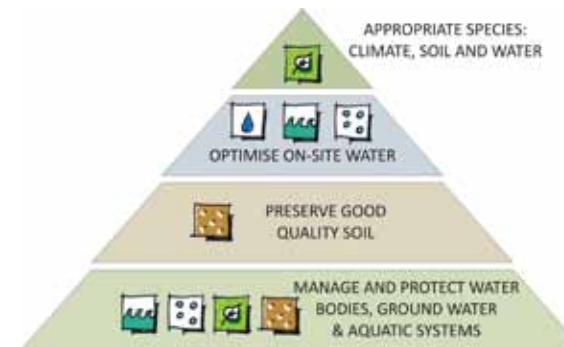 APPROPRIATE SPECIES:
CLIMATE, SOIL AND WATER
OPTIMISE ON-SITE WATER
PRESERVE GOOD
QUALITY SOIL
MANAGE AND PROTECT WATER
BODIES, GROUND WATER
& AQUATIC SYSTEMS